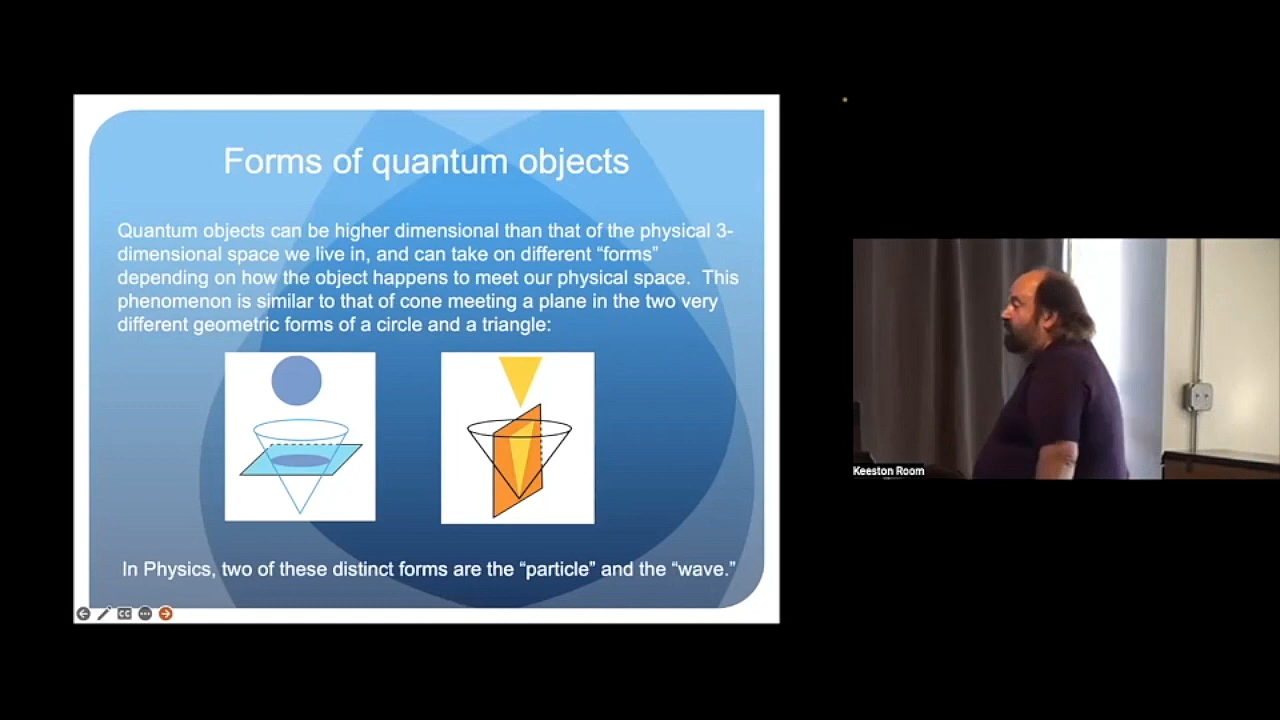 Forms of quantum objects
Quantum objects can be higher dimensional than that of the physical 3-
dimensional space we live in, and can take on different “forms”
depending on how the object happens to meet our physical space.  This
phenomenon is similar to that of cone meeting a plane in the two very
different geometric forms of a circle and a triangle:
In Physics, two of these distinct forms are the “particle” and the “wave.”
CC
Keeston Room